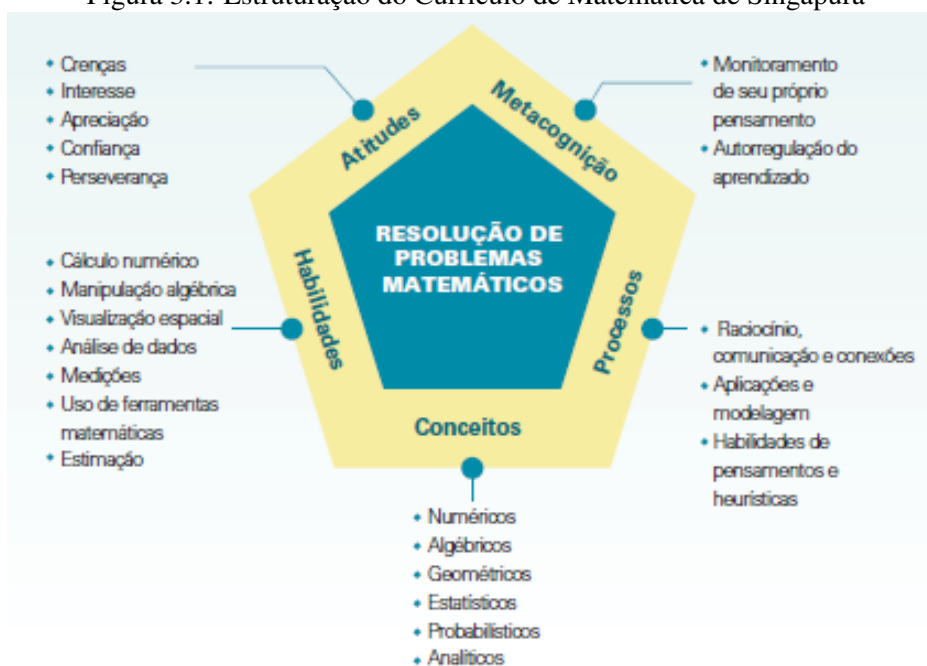 Figura 3.1: Estruturação do Currículo de Matemática de Singapura
• Crenças
• Interesse
• Apreciação
• Confiança
• Perseverança
Atitudes
Metacognição
• Monitoramento
de seu próprio
pensamento
• Autorregulação do
aprendizado
RESOLUÇÃO DE
PROBLEMAS
MATEMÁTICOS
• Cálculo numérico
• Manipulação algébrica
• Visualização espacial
• Análise de dados
• Medições
• Uso de ferramentas
matemáticas
• Estimação
Habilidades
Processos
• Raciocínio,
comunicação e conexões
• Aplicações e
modelagem
• Habilidades de
pensamentos e
heurísticas
Conceitos
• Numéricos
• Algébricos
• Geométricos
• Estatísticos
• Probabilísticos
• Analíticos